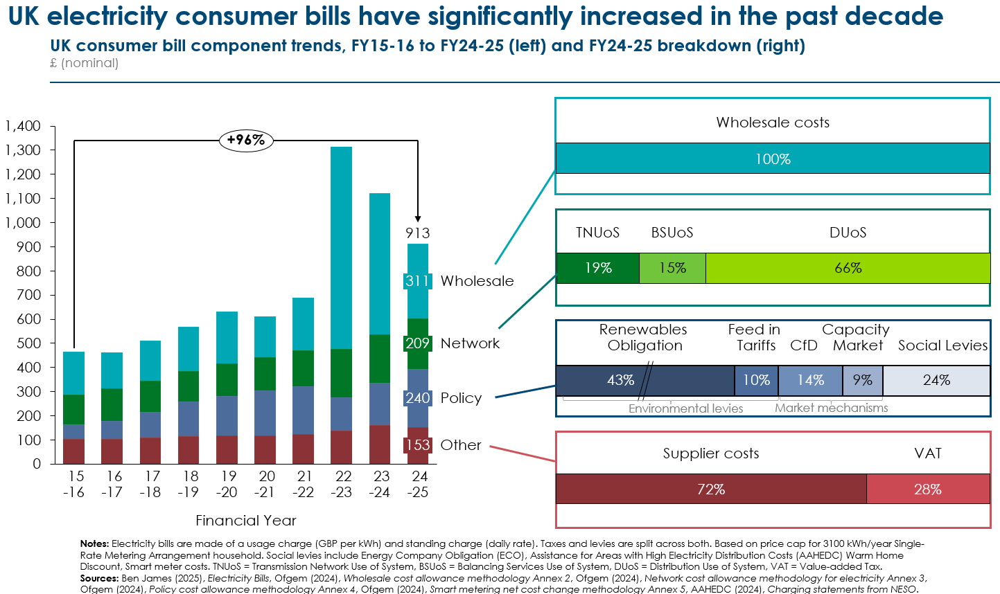 UK electricity consumer bills have significantly increased in the past decade
UK consumer bill component trends, FY15-16 to FY24-25 (left) and FY24-25 breakdown (right)
£ (nominal)
1,400
1,300
1,200
1,100
1,000
900
800
700
600
500
400
300
200
100
0
+96%
913
311 Wholesale
209 Network
240 Policy
153 Other
15 16 17 18 19 20 21 22 23 24
-16 -17 -18 -19 -20 -21 -22 -23 -24 -25
Financial Year
Wholesale costs
100%
TNUoS BSUoS DUoS
19% 15% 66%
Renewables Feed in Capacity
Obligation Tariffs CfD Market Social Levies
43% 10% 14% 9% 24%
Environmental levies Market mechanisms
Supplier costs VAT
72% 28%
Notes: Electricity bills are made of a usage charge (GBP per kWh) and standing charge (daily rate). Taxes and levies are split across both. Based on price cap for 3100 kWh/year Single-
Rate Metering Arrangement household. Social levies include Energy Company Obligation (ECO), Assistance for Areas with High Electricity Distribution Costs (AAHEDC) Warm Home
Discount, Smart meter costs. TNUoS = Transmission Network Use of System, BSUoS = Balancing Services Use of System, DUoS = Distribution Use of System, VAT = Value-added Tax.
Sources: Ben James (2025), Electricity Bills, Ofgem (2024), Wholesale cost allowance methodology Annex 2, Ofgem (2024), Network cost allowance methodology for electricity Annex 3,
Ofgem (2024), Policy cost allowance methodology Annex 4, Ofgem (2024), Smart metering net cost change methodology Annex 5, AAHEDC (2024), Charging statements from NESO.